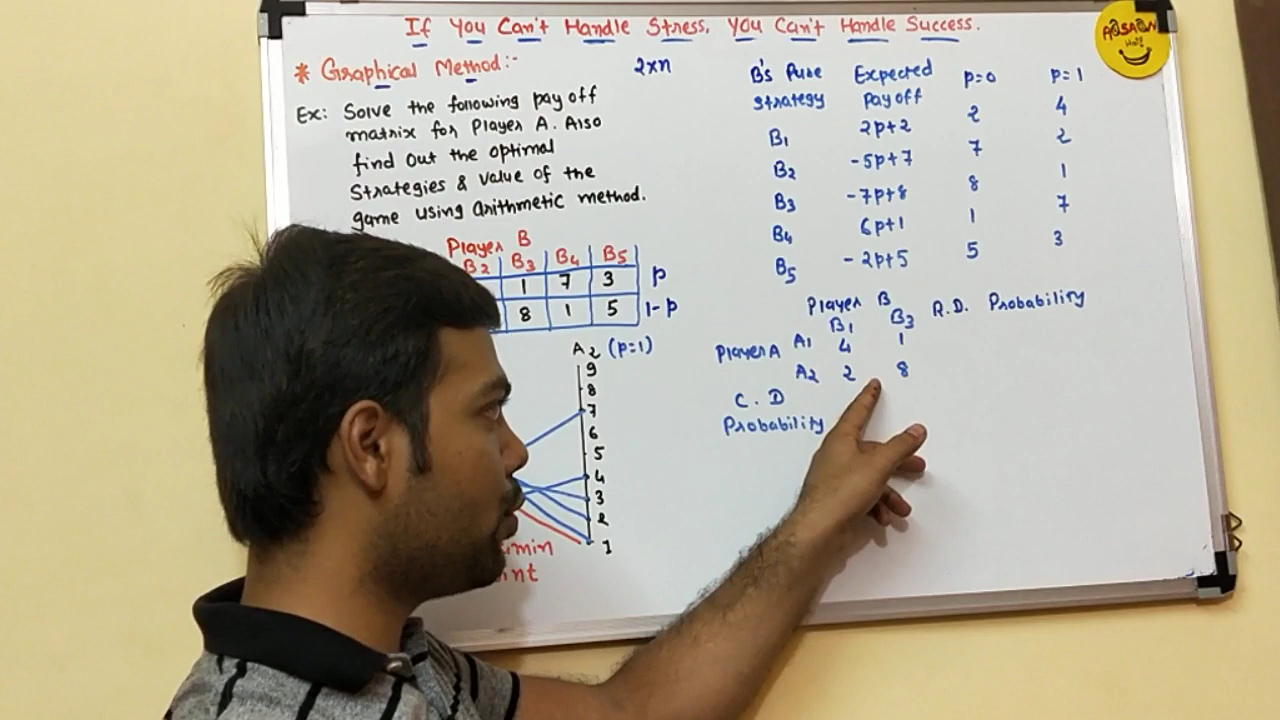 If You Can't Handle Stress, You Can't Handle Success.
* Graphical Method:-
2xn
Ex: Solve the following pay off
matrix for Player A. Also
find out the optimal
strategies & value of the
game using arithmetic method.
Player B
B2 B3 B4 B5
1 7 3 p
8 1 5 1-p
A2 (p=1)
9
8
7
6
5
4
3
2
1
B's Pure Expected p=0 p=1
Strategy Pay off
B1 2p+2 2 4
B2 -5p+7 7 2
B3 -7p+8 8 1
B4 6p+1 1 7
B5 -2p+5 5 3
Player B R.D. Probability
B1 B3
Player A A1 4 1
A2 2 8
C.D
Probability